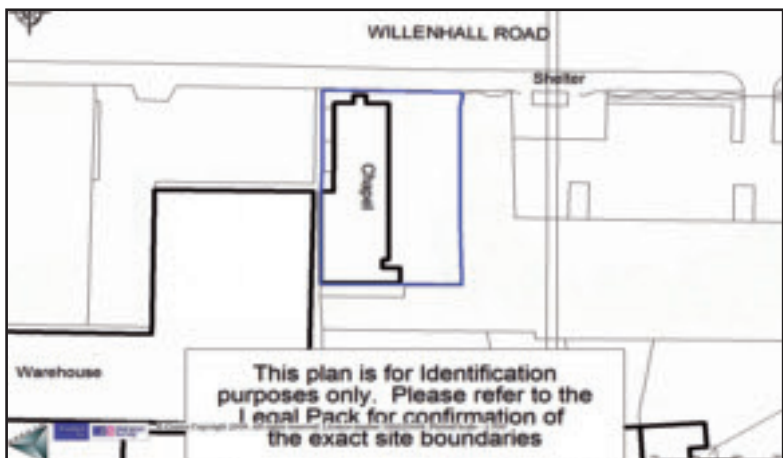 WILLENHALL ROAD
Shelter
Chapel
Warehouse
This plan is for Identification
purposes only. Please refer to the
Legal Pack for confirmation of
the exact site boundaries
Copyright